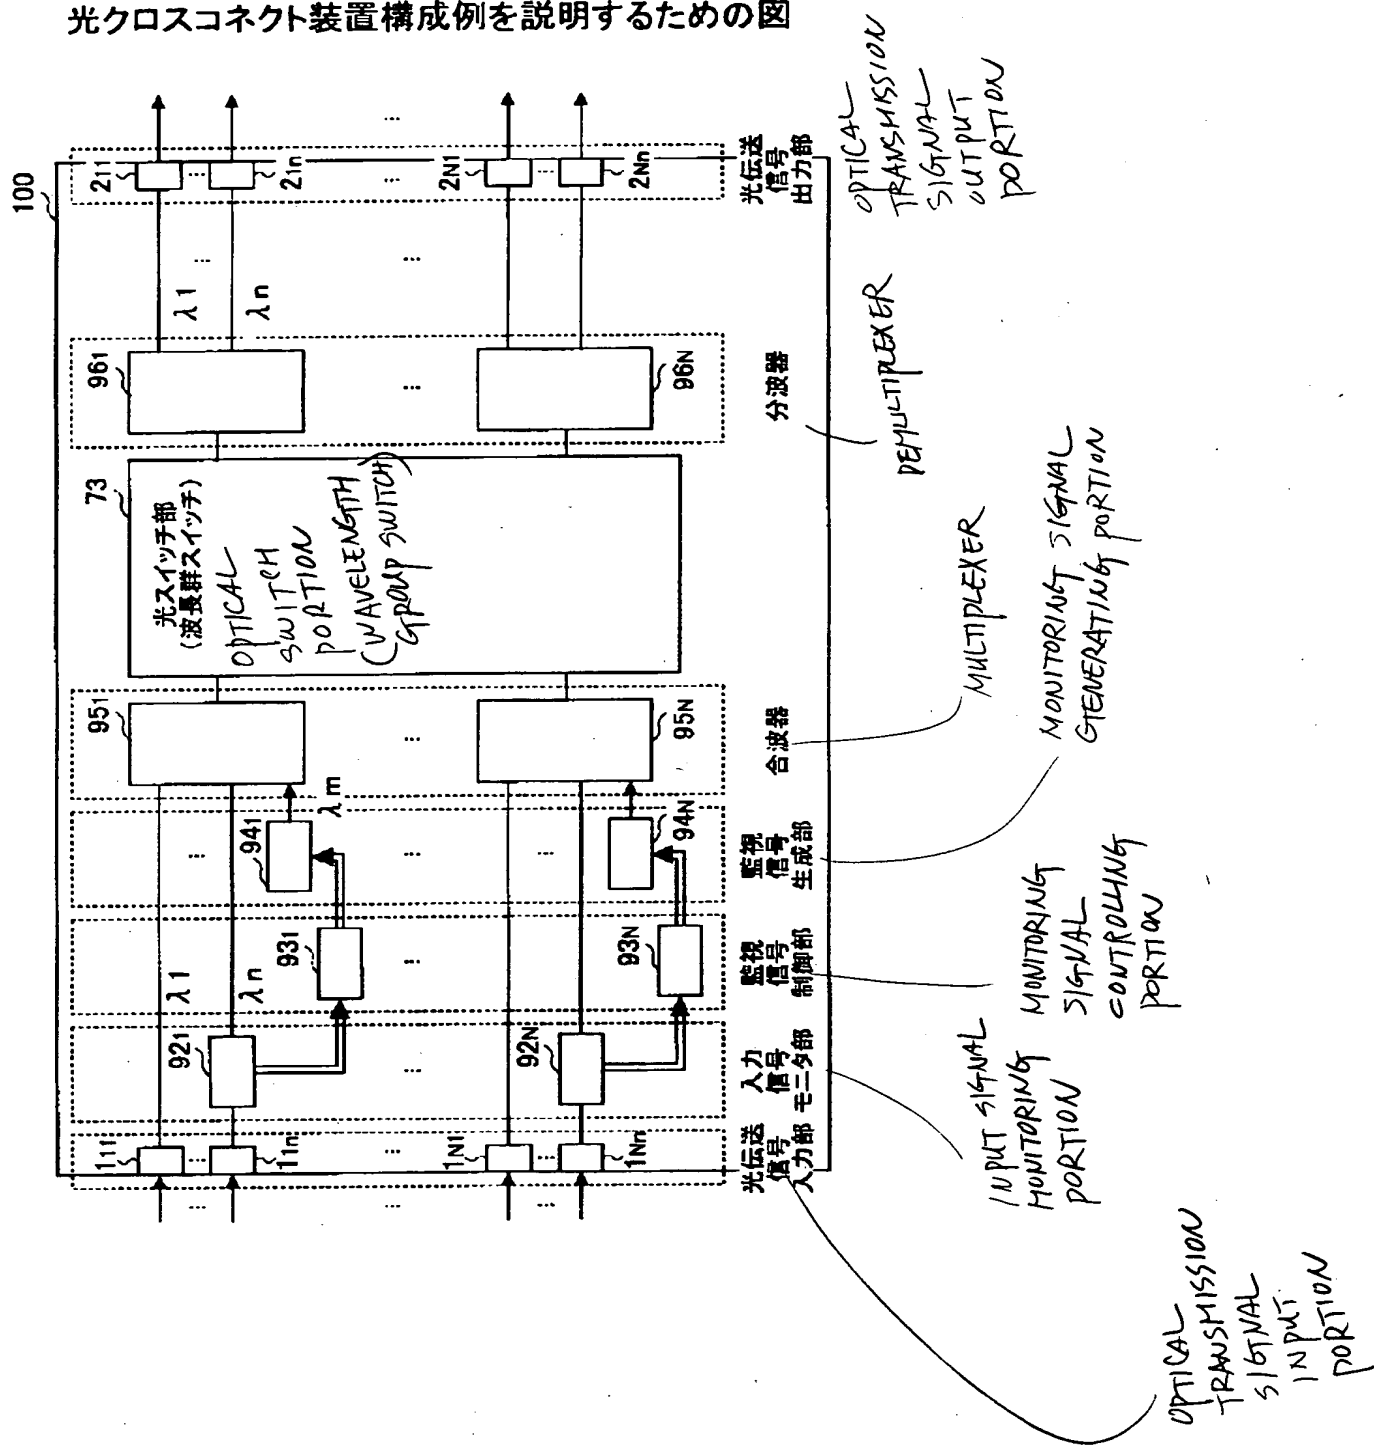 光クロスコネクト装置構成例を説明するための図
100
1₁₁
1₁ₙ
1ₙ₁
1ₙₙ
光伝送
信号
入力部
OPTICAL
TRANSMISSION
SIGNAL
INPUT
PORTION
92₁
92N
入力
信号
モニタ部
INPUT SIGNAL
MONITORING
PORTION
λ1
λn
93₁
93N
監視
信号
制御部
MONITORING
SIGNAL
CONTROLLING
PORTION
94₁
94N
λm
監視
信号
生成部
MONITORING SIGNAL
GENERATING PORTION
95₁
95N
合波器
MULTIPLEXER
73
光スイッチ部
(波長群スイッチ)
OPTICAL
SWITCH
PORTION
(WAVELENGTH
GROUP SWITCH)
96₁
96N
分波器
DEMULTIPLEXER
λ1
λn
2₁₁
2₁ₙ
2N1
2Nn
光伝送
信号
出力部
OPTICAL
TRANSMISSION
SIGNAL
OUTPUT
PORTION